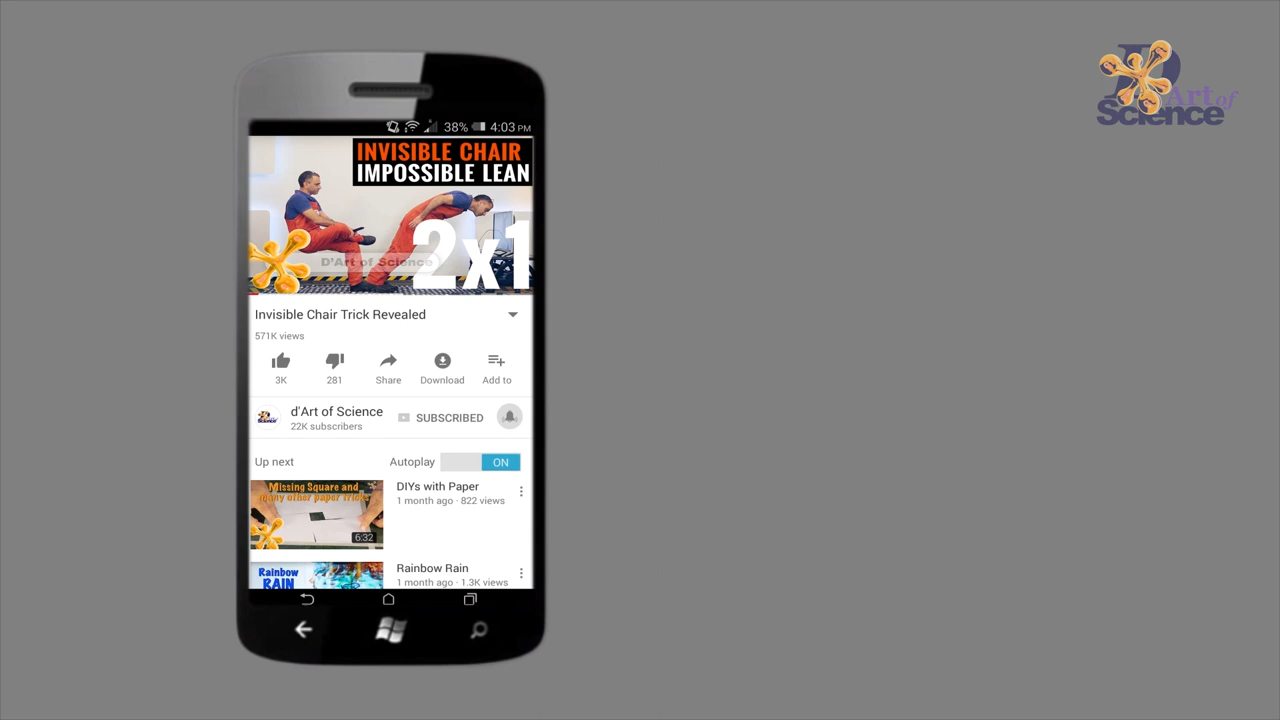 D
Art of
Science
38% 4:03 PM
INVISIBLE CHAIR
IMPOSSIBLE LEAN
2x1
D'Art of Science
Invisible Chair Trick Revealed
571K views
3K 281 Share Download Add to
d'Art of Science
22K subscribers
SUBSCRIBED
Up next Autoplay ON
Missing Square and
many other paper tricks
6:32
DIYs with Paper
1 month ago · 822 views
Rainbow
RAIN
Rainbow Rain
1 month ago · 1.3K views